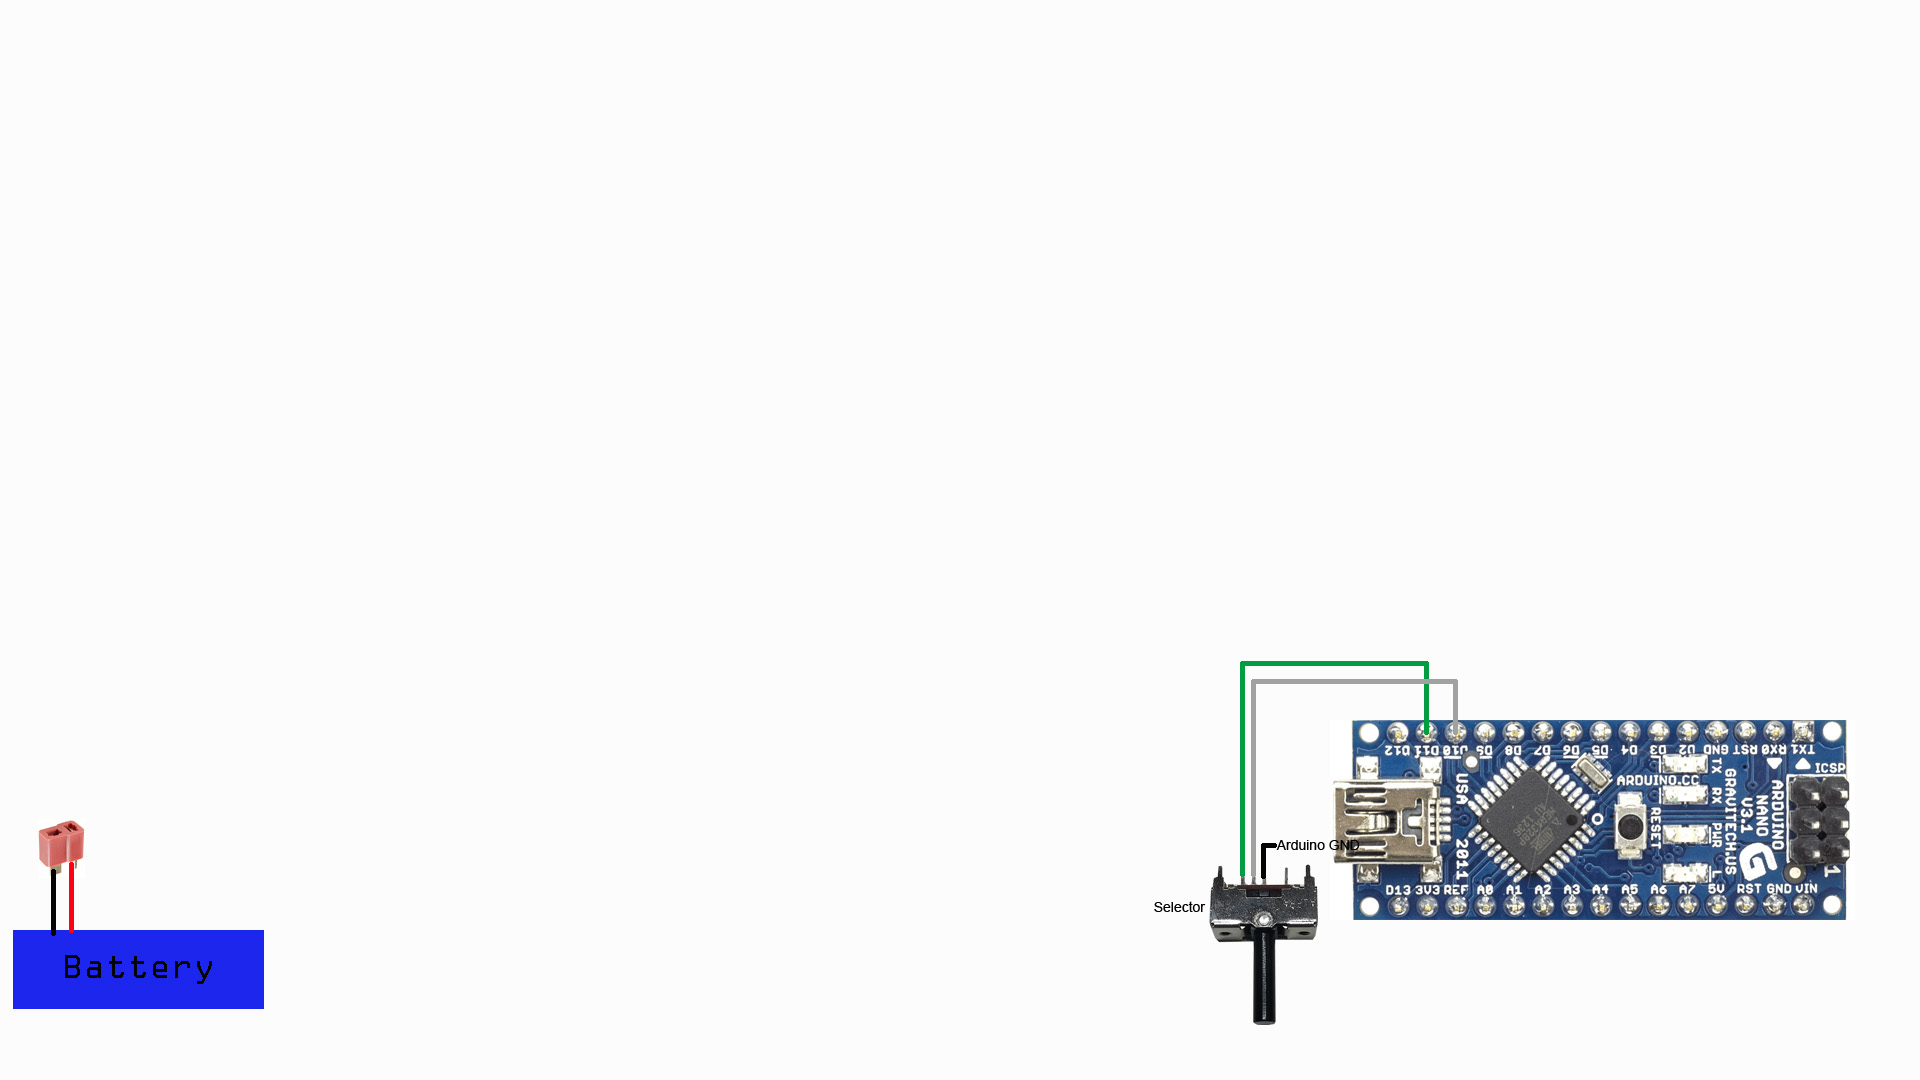 D12 D11 D10 D9 D8 D7 D6 D5 D4 D3 D2 GND RST RX0 TX1
ICSP
TX
RX
PWR
L
ARDUINO.CC
GRAVITECH.US
ARDUINO
NANO
V3.1
USA
2011
RESET
1
D13 3V3 REF A0 A1 A2 A3 A4 A5 A6 A7 5V RST GND VIN
Arduino GND
Selector
Battery